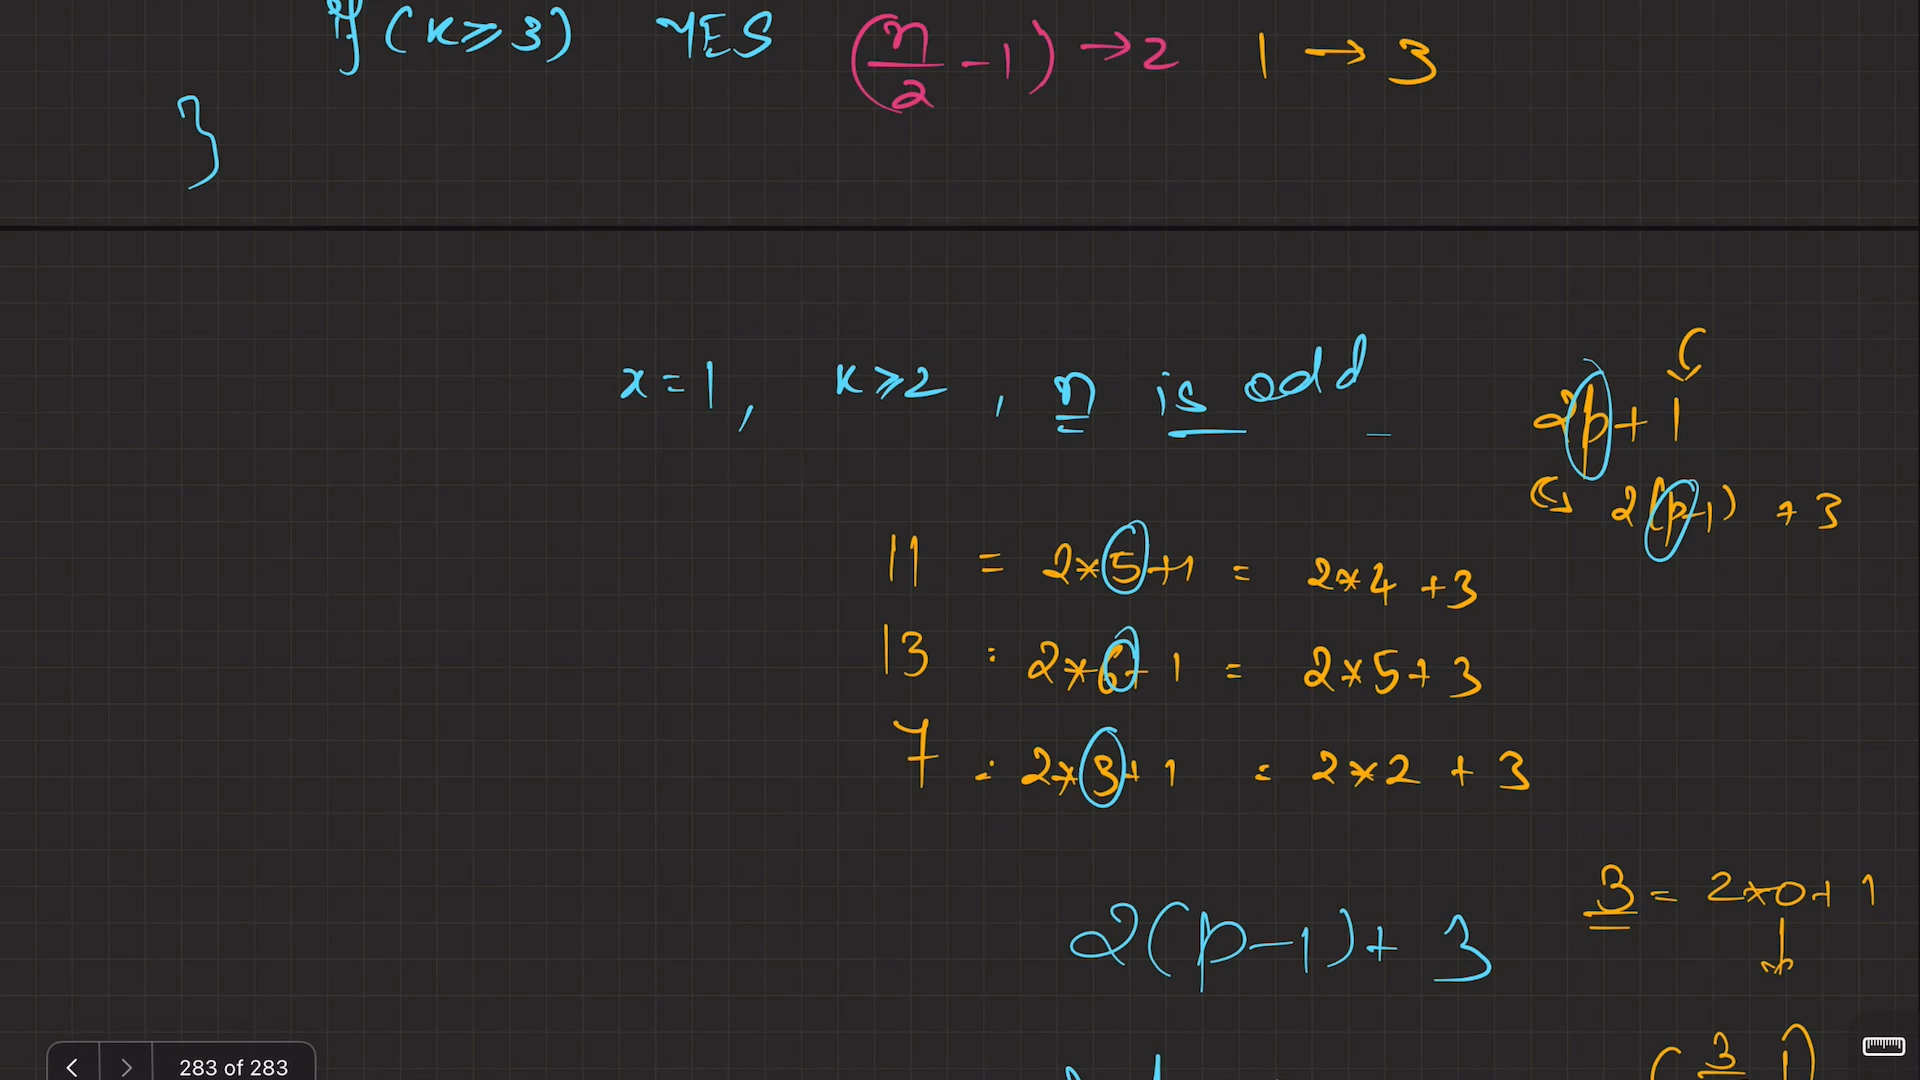 if (k≥3) YES (n/2 - 1) → 2 1 → 3
}
x=1, k≥2, n is odd
2p+1
↪ 2(p-1) + 3
11 = 2*5+1 = 2*4 +3
13 : 2*6+1 = 2*5+3
7 : 2*3+1 = 2*2 + 3
3 = 2*0+1
2(p-1)+ 3
283 of 283